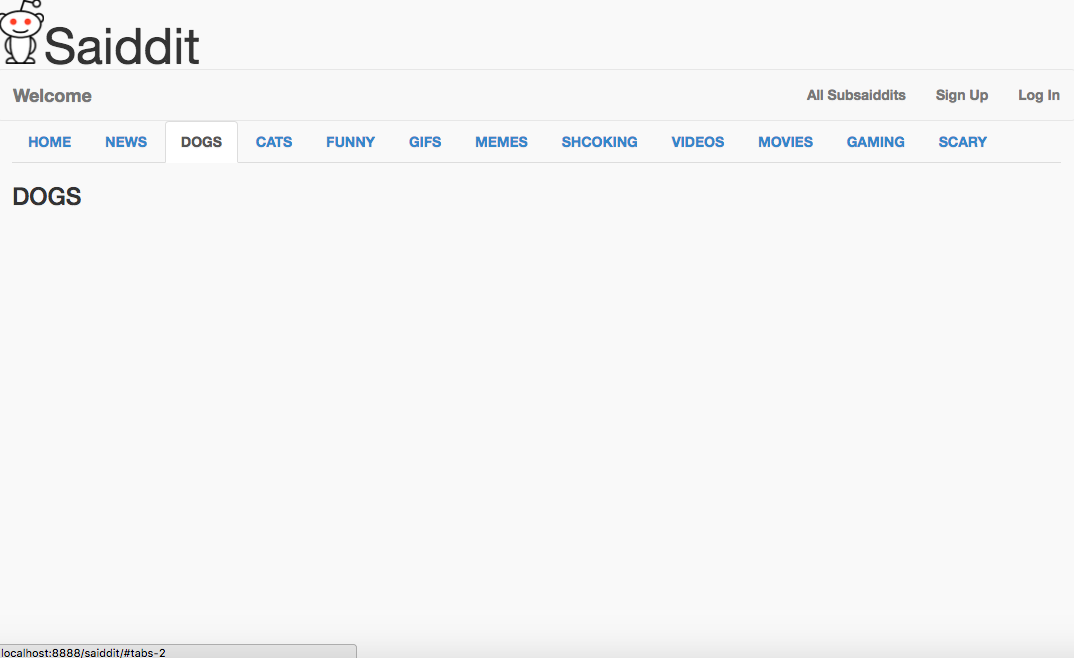 Saiddit
Welcome All Subsaiddits Sign Up Log In
HOME NEWS DOGS CATS FUNNY GIFS MEMES SHCOKING VIDEOS MOVIES GAMING SCARY
DOGS
localhost:8888/saiddit/#tabs-2